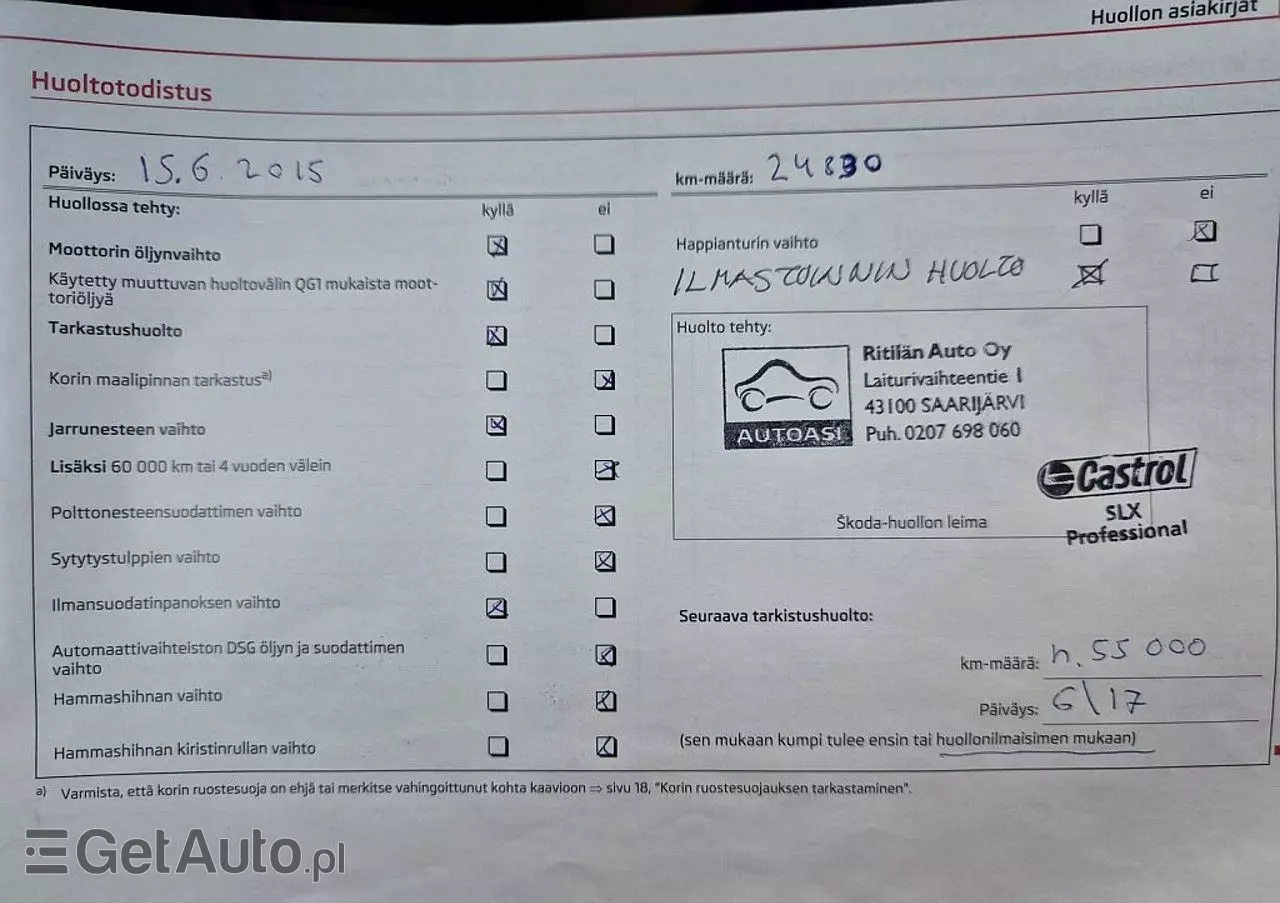 Huollon asiakirjat
Huoltotodistus
Päiväys: 15.6.2015
Huollossa tehty: kyllä ei
Moottorin öljynvaihto
Käytetty muuttuvan huoltovälin QG1 mukaista moot-
toriöljyä
Tarkastushuolto
Korin maalipinnan tarkastus a)
Jarrunesteen vaihto
Lisäksi 60 000 km tai 4 vuoden välein
Polttonesteensuodattimen vaihto
Sytytystulppien vaihto
Ilmansuodatinpanoksen vaihto
Automaattivaihteiston DSG öljyn ja suodattimen
vaihto
Hammashihnan vaihto
Hammashihnan kiristinrullan vaihto
km-määrä: 24830
kyllä ei
Happianturin vaihto
ILMASTOINNIN HUOLTO
Huolto tehty:
AUTOASI
Ritilän Auto Oy
Laiturivaihteentie 1
43100 SAARIJÄRVI
Puh. 0207 698 060
Castrol
SLX
Professional
Škoda-huollon leima
Seuraava tarkistushuolto:
km-määrä: n. 55 000
Päiväys: 6\17
(sen mukaan kumpi tulee ensin tai huollonilmaisimen mukaan)
a) Varmista, että korin ruostesuoja on ehjä tai merkitse vahingoittunut kohta kaavioon ⇒ sivu 18, "Korin ruostesuojauksen tarkastaminen".
GetAuto.pl